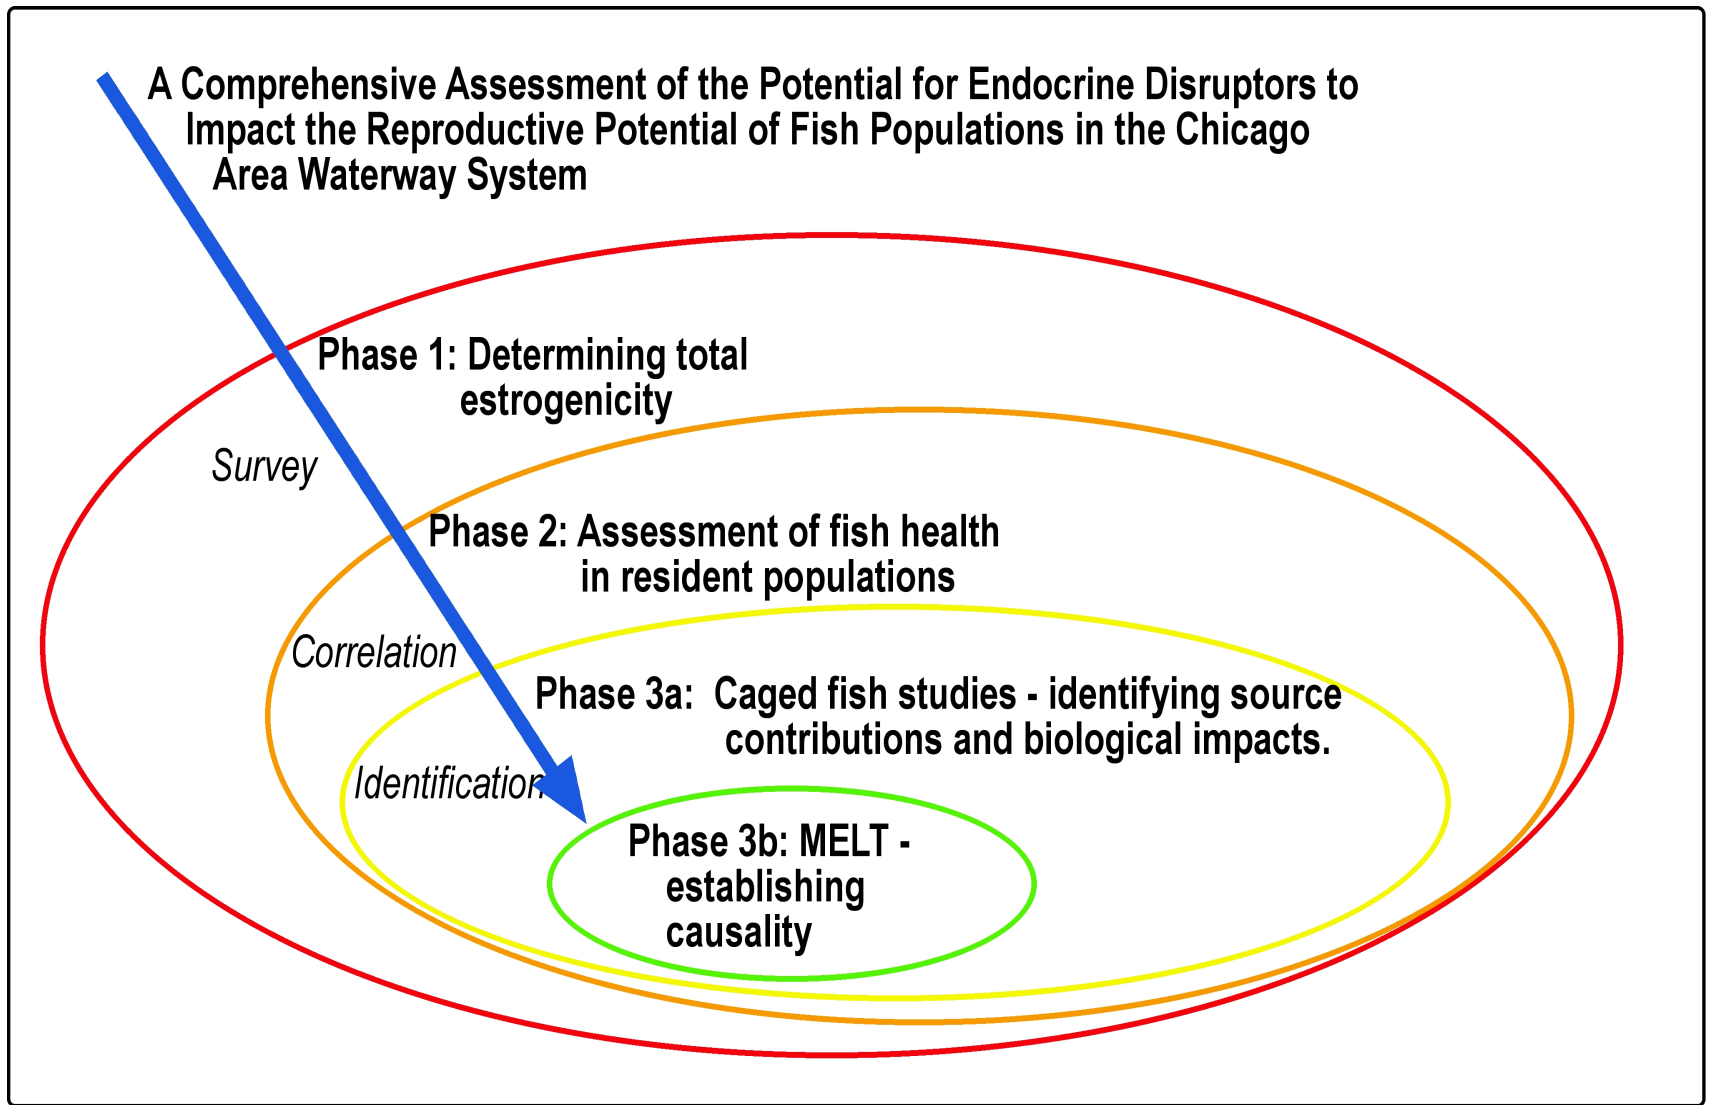 A Comprehensive Assessment of the Potential for Endocrine Disruptors to
Impact the Reproductive Potential of Fish Populations in the Chicago
Area Waterway System
Phase 1: Determining total
estrogenicity
Survey
Phase 2: Assessment of fish health
in resident populations
Correlation
Phase 3a: Caged fish studies - identifying source
contributions and biological impacts.
Identification
Phase 3b: MELT -
establishing
causality